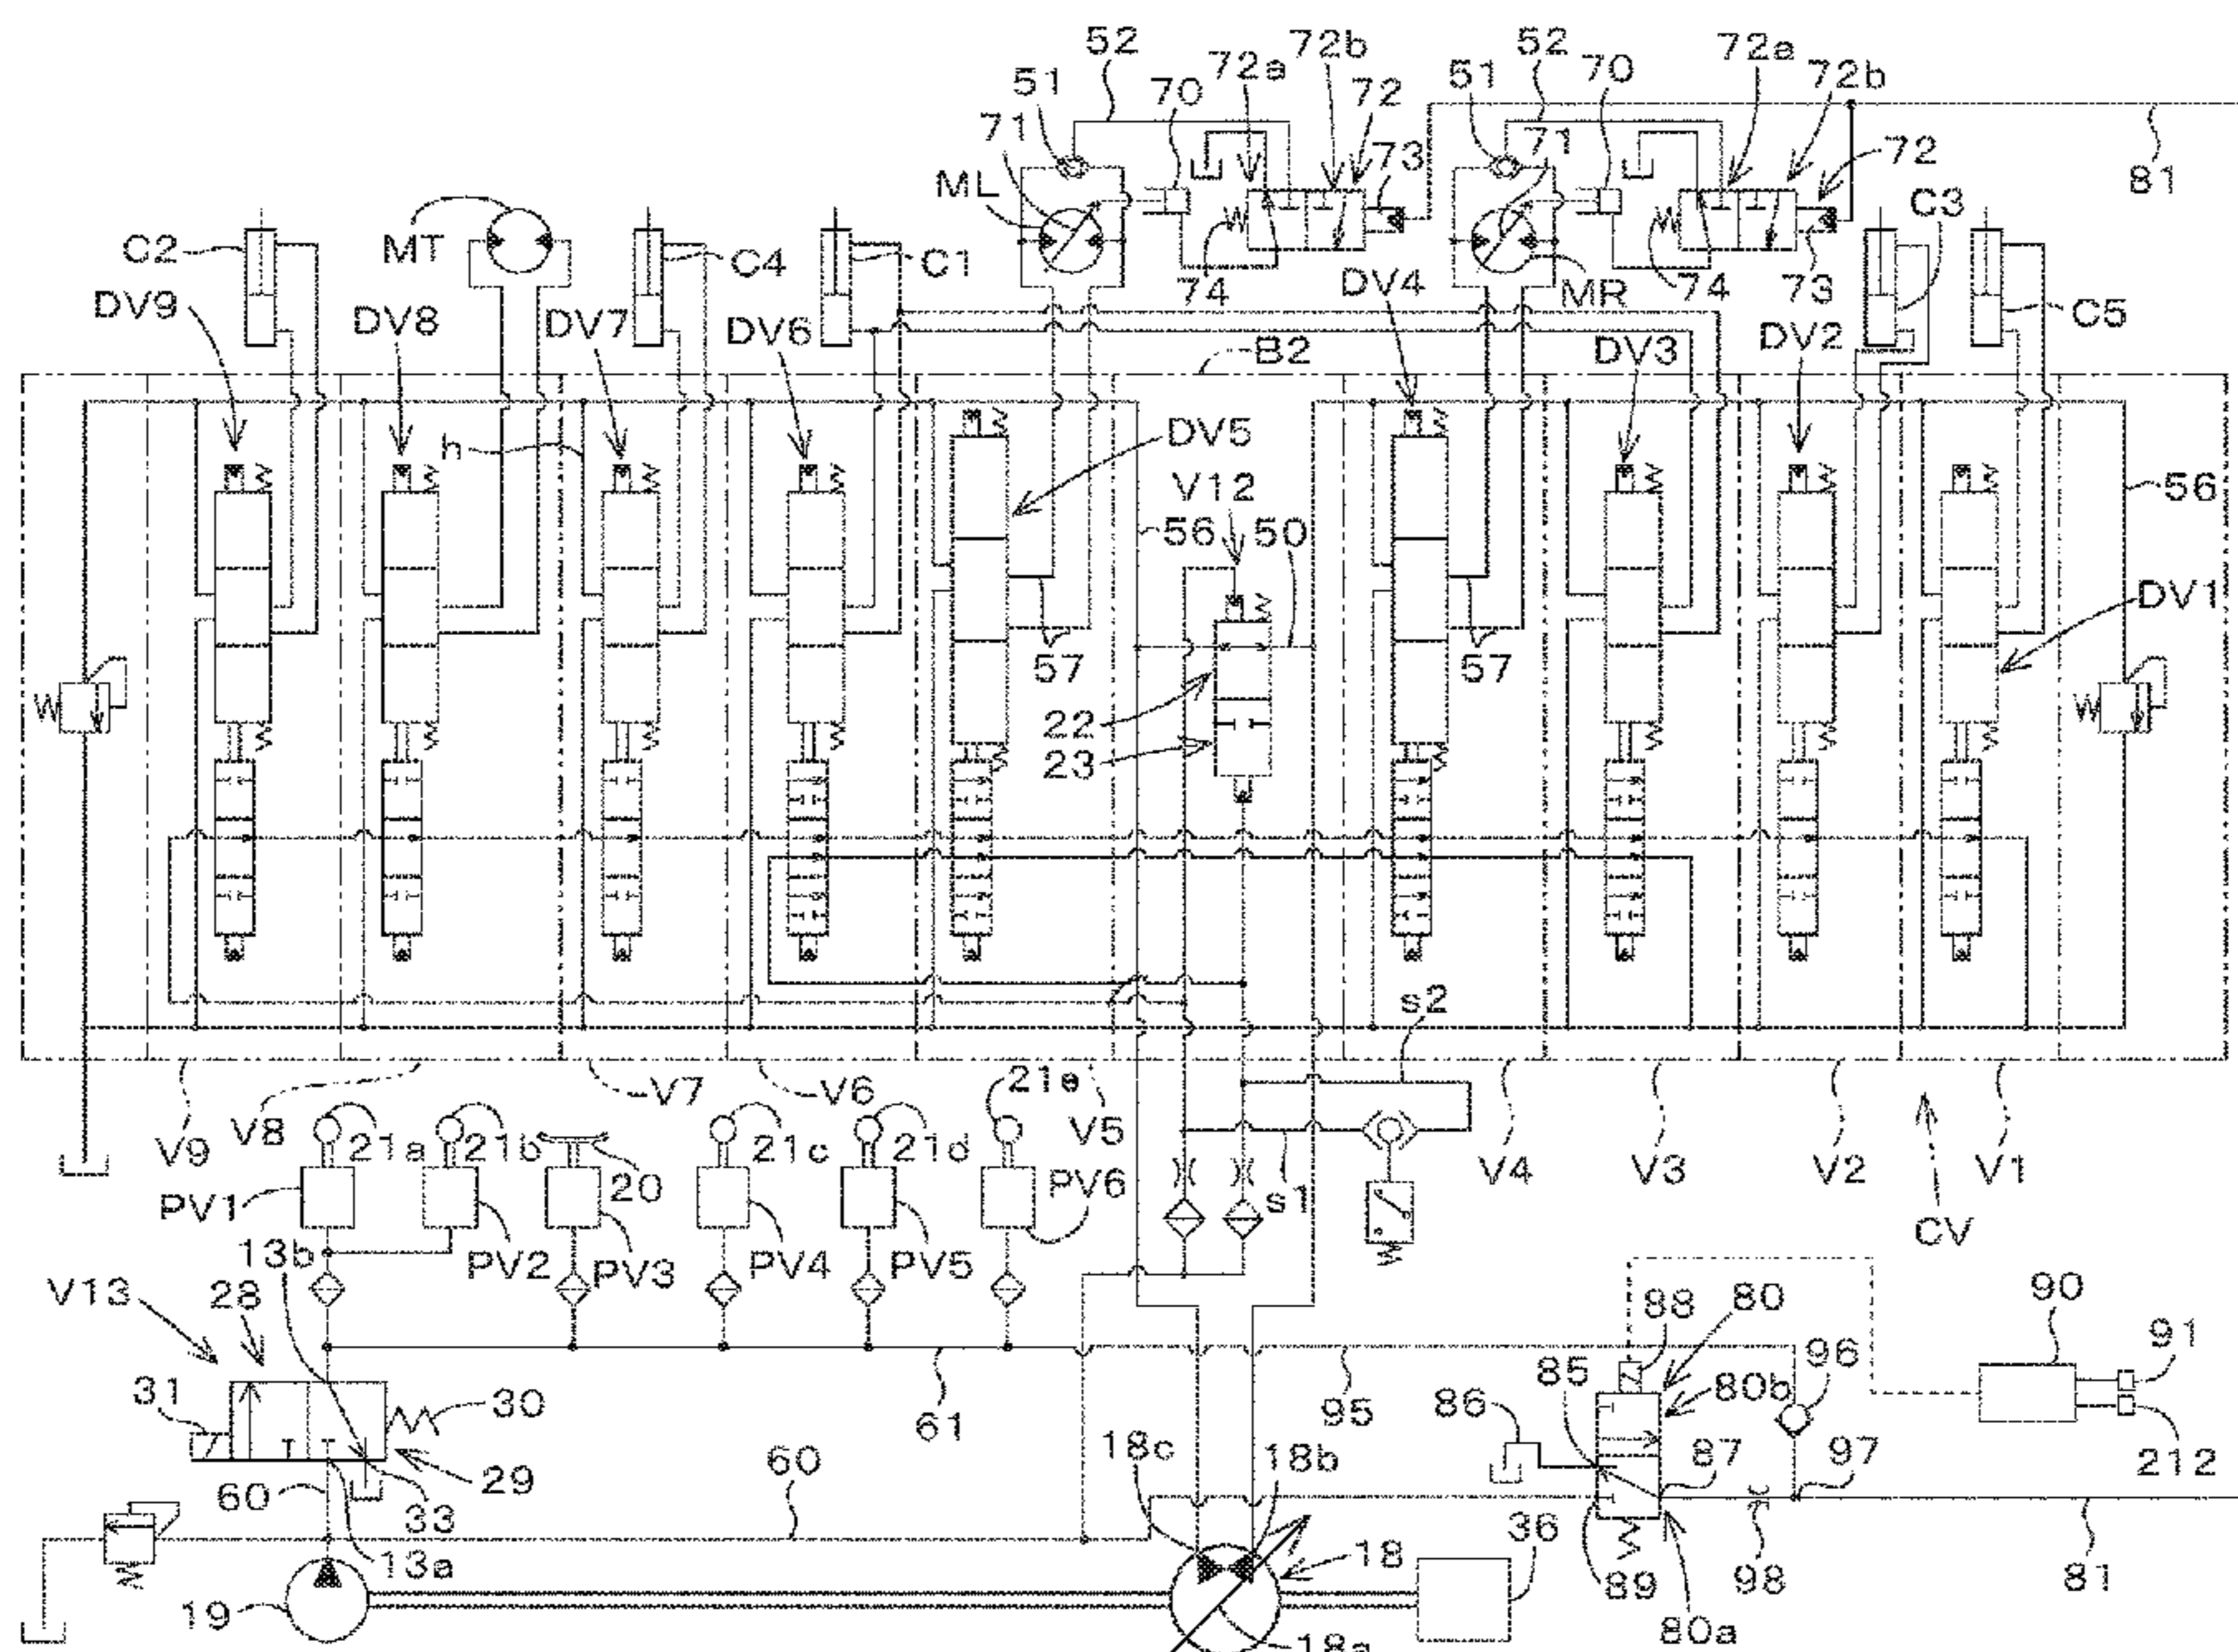 52 72b 52 72a
51 72a 70 72 51 70 72b
71 73 71 72
ML 81
C2 MT C4 C1 C3
DV9 DV8 DV7 DV6 74 DV4 MR 74 73 C5
B2 DV3 DV2
h DV5
V12 56
56 50
DV1
57 57
22
23
s2
V9 V8 V7 V6 21e V5
21a 21b 20 21c 21d V4 V3 V2 V1
PV1 PV6 s1
13b PV2 PV3 PV4 PV5 CV
V13 28 88 80 90
31 30 85 80b 96 91
86
61 95
29 60 18c 18b 87 97 212
60 33
13a 36
19 18 89 98 81
18a 80a